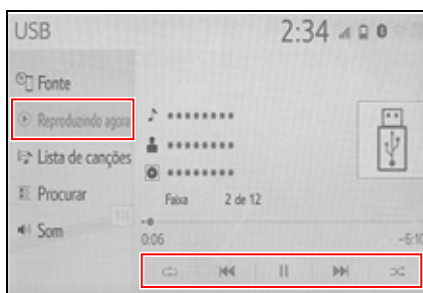 USB
2:34
Fonte
Reproduzindo agora
Lista de canções
Procurar
Som
********
********
********
Faixa 2 de 12
0:06
-6:10